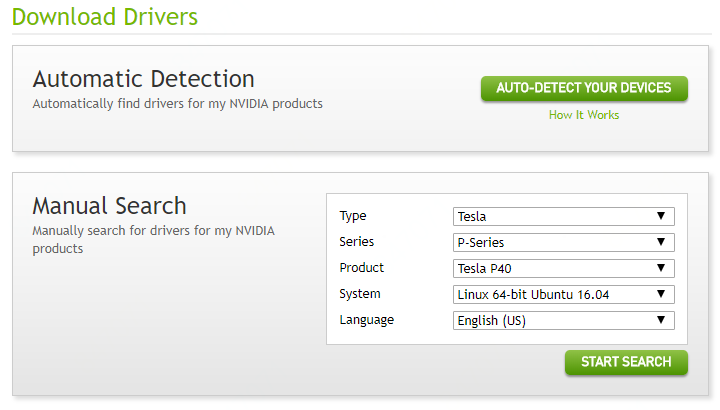 Download Drivers
Automatic Detection
Automatically find drivers for my NVIDIA products
AUTO-DETECT YOUR DEVICES
How It Works
Manual Search
Manually search for drivers for my NVIDIA
products
Type Tesla
Series P-Series
Product Tesla P40
System Linux 64-bit Ubuntu 16.04
Language English (US)
START SEARCH